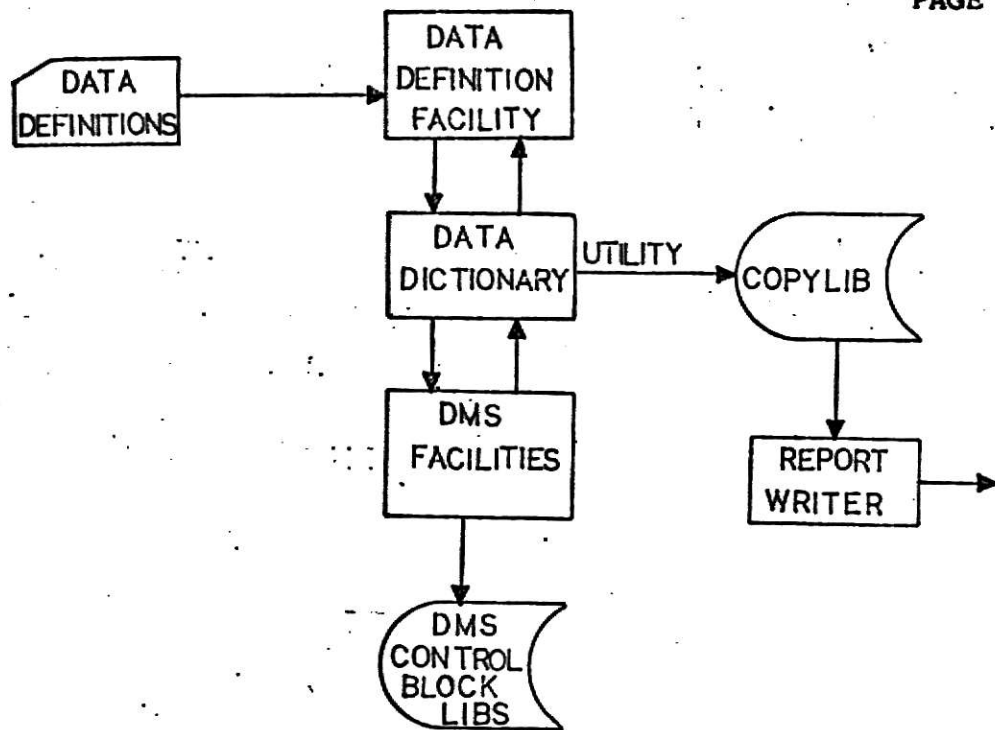 PAGE
DATA
DEFINITIONS
DATA
DEFINITION
FACILITY
DATA
DICTIONARY
UTILITY
COPYLIB
DMS
FACILITIES
REPORT
WRITER
DMS
CONTROL
BLOCK
LIBS